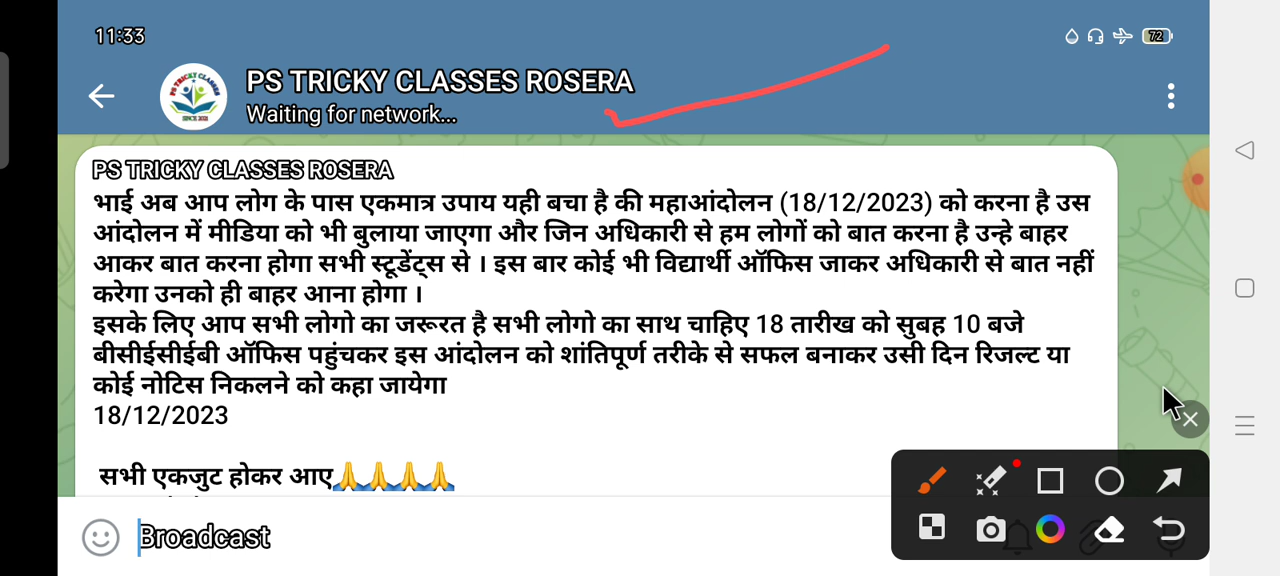 11:33
72
PS TRICKY CLASSES ROSERA
Waiting for network...
PS TRICKY CLASSES ROSERA
भाई अब आप लोग के पास एकमात्र उपाय यही बचा है की महाआंदोलन (18/12/2023) को करना है उस
आंदोलन में मीडिया को भी बुलाया जाएगा और जिन अधिकारी से हम लोगों को बात करना है उन्हे बाहर
आकर बात करना होगा सभी स्टूडेंट्स से । इस बार कोई भी विद्यार्थी ऑफिस जाकर अधिकारी से बात नहीं
करेगा उनको ही बाहर आना होगा ।
इसके लिए आप सभी लोगो का जरूरत है सभी लोगो का साथ चाहिए 18 तारीख को सुबह 10 बजे
बीसीईसीईबी ऑफिस पहुंचकर इस आंदोलन को शांतिपूर्ण तरीके से सफल बनाकर उसी दिन रिजल्ट या
कोई नोटिस निकलने को कहा जायेगा
18/12/2023
सभी एकजुट होकर आए🙏🙏🙏🙏
Broadcast